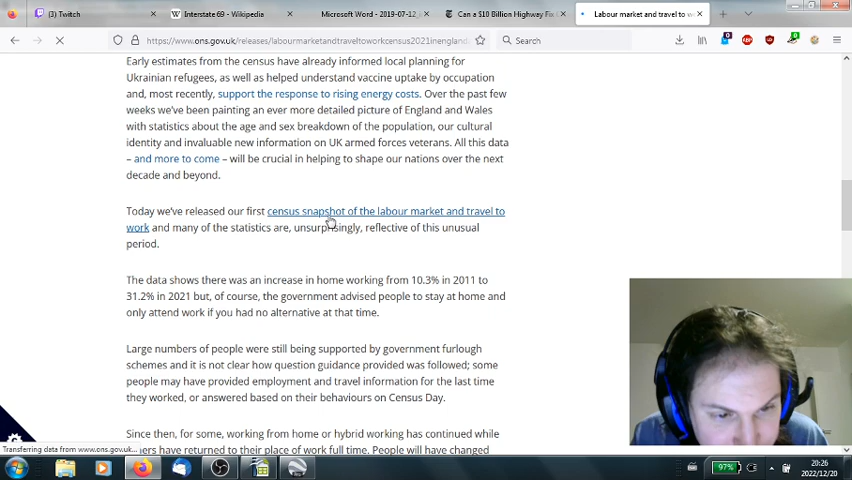 (3) Twitch
Interstate 69 - Wikipedia
Microsoft Word - 2019-07-12_
Can a $10 Billion Highway Fix C
Labour market and travel to w
https://www.ons.gov.uk/releases/labourmarketandtraveltoworkcensus2021inengland
Search
Early estimates from the census have already informed local planning for
Ukrainian refugees, as well as helped understand vaccine uptake by occupation
and, most recently, support the response to rising energy costs. Over the past few
weeks we've been painting an ever more detailed picture of England and Wales
with statistics about the age and sex breakdown of the population, our cultural
identity and invaluable new information on UK armed forces veterans. All this data
– and more to come – will be crucial in helping to shape our nations over the next
decade and beyond.
Today we've released our first census snapshot of the labour market and travel to
work and many of the statistics are, unsurprisingly, reflective of this unusual
period.
The data shows there was an increase in home working from 10.3% in 2011 to
31.2% in 2021 but, of course, the government advised people to stay at home and
only attend work if you had no alternative at that time.
Large numbers of people were still being supported by government furlough
schemes and it is not clear how question guidance provided was followed; some
people may have provided employment and travel information for the last time
they worked, or answered based on their behaviours on Census Day.
Since then, for some, working from home or hybrid working has continued while
others have returned to their place of work full time. People will have changed
Transferring data from www.ons.gov.uk...
97%
20:26
2022/12/20